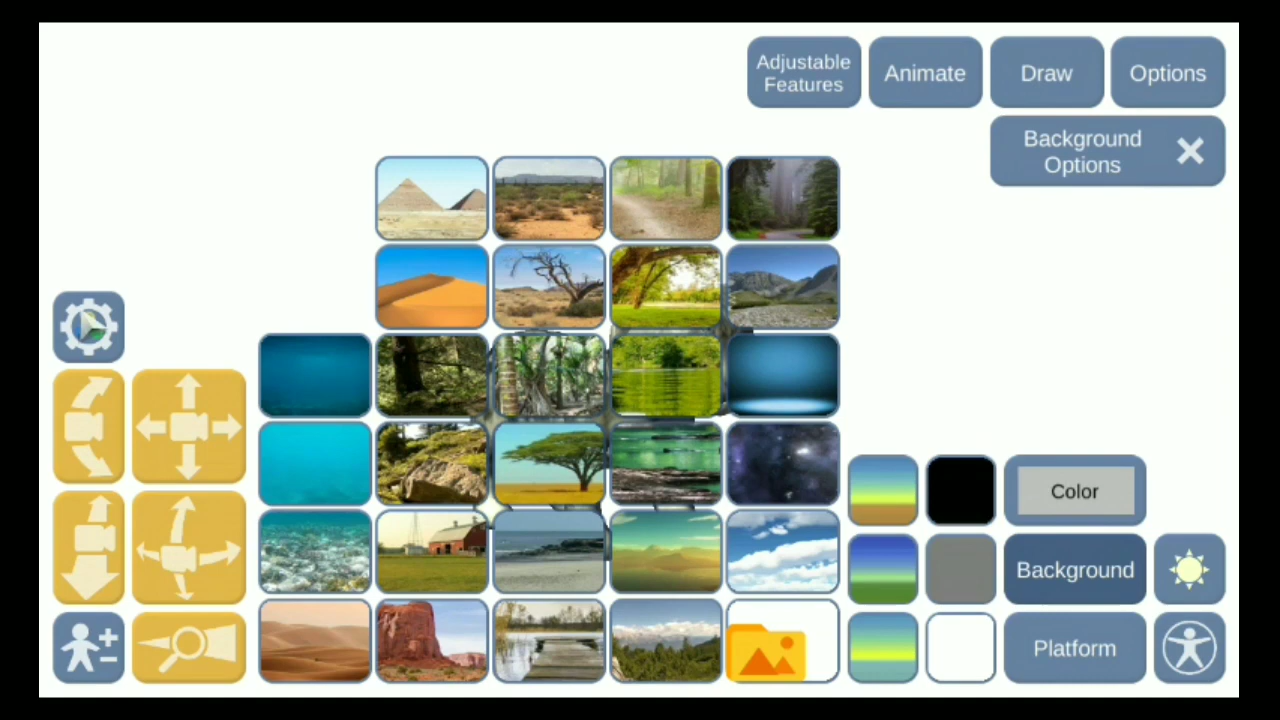 Adjustable
Features
Animate
Draw
Options
Background
Options
Color
Background
Platform